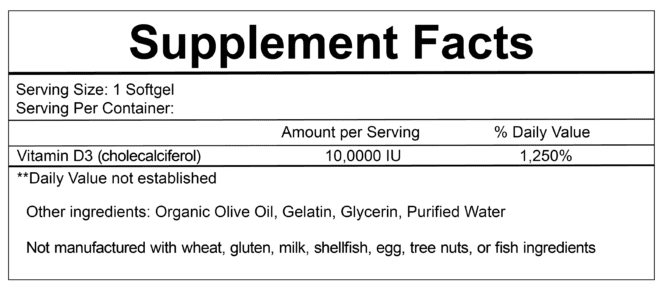 Supplement Facts
Serving Size: 1 Softgel
Serving Per Container:
Amount per Serving % Daily Value
Vitamin D3 (cholecalciferol) 10,0000 IU 1,250%
**Daily Value not established
Other ingredients: Organic Olive Oil, Gelatin, Glycerin, Purified Water
Not manufactured with wheat, gluten, milk, shellfish, egg, tree nuts, or fish ingredients